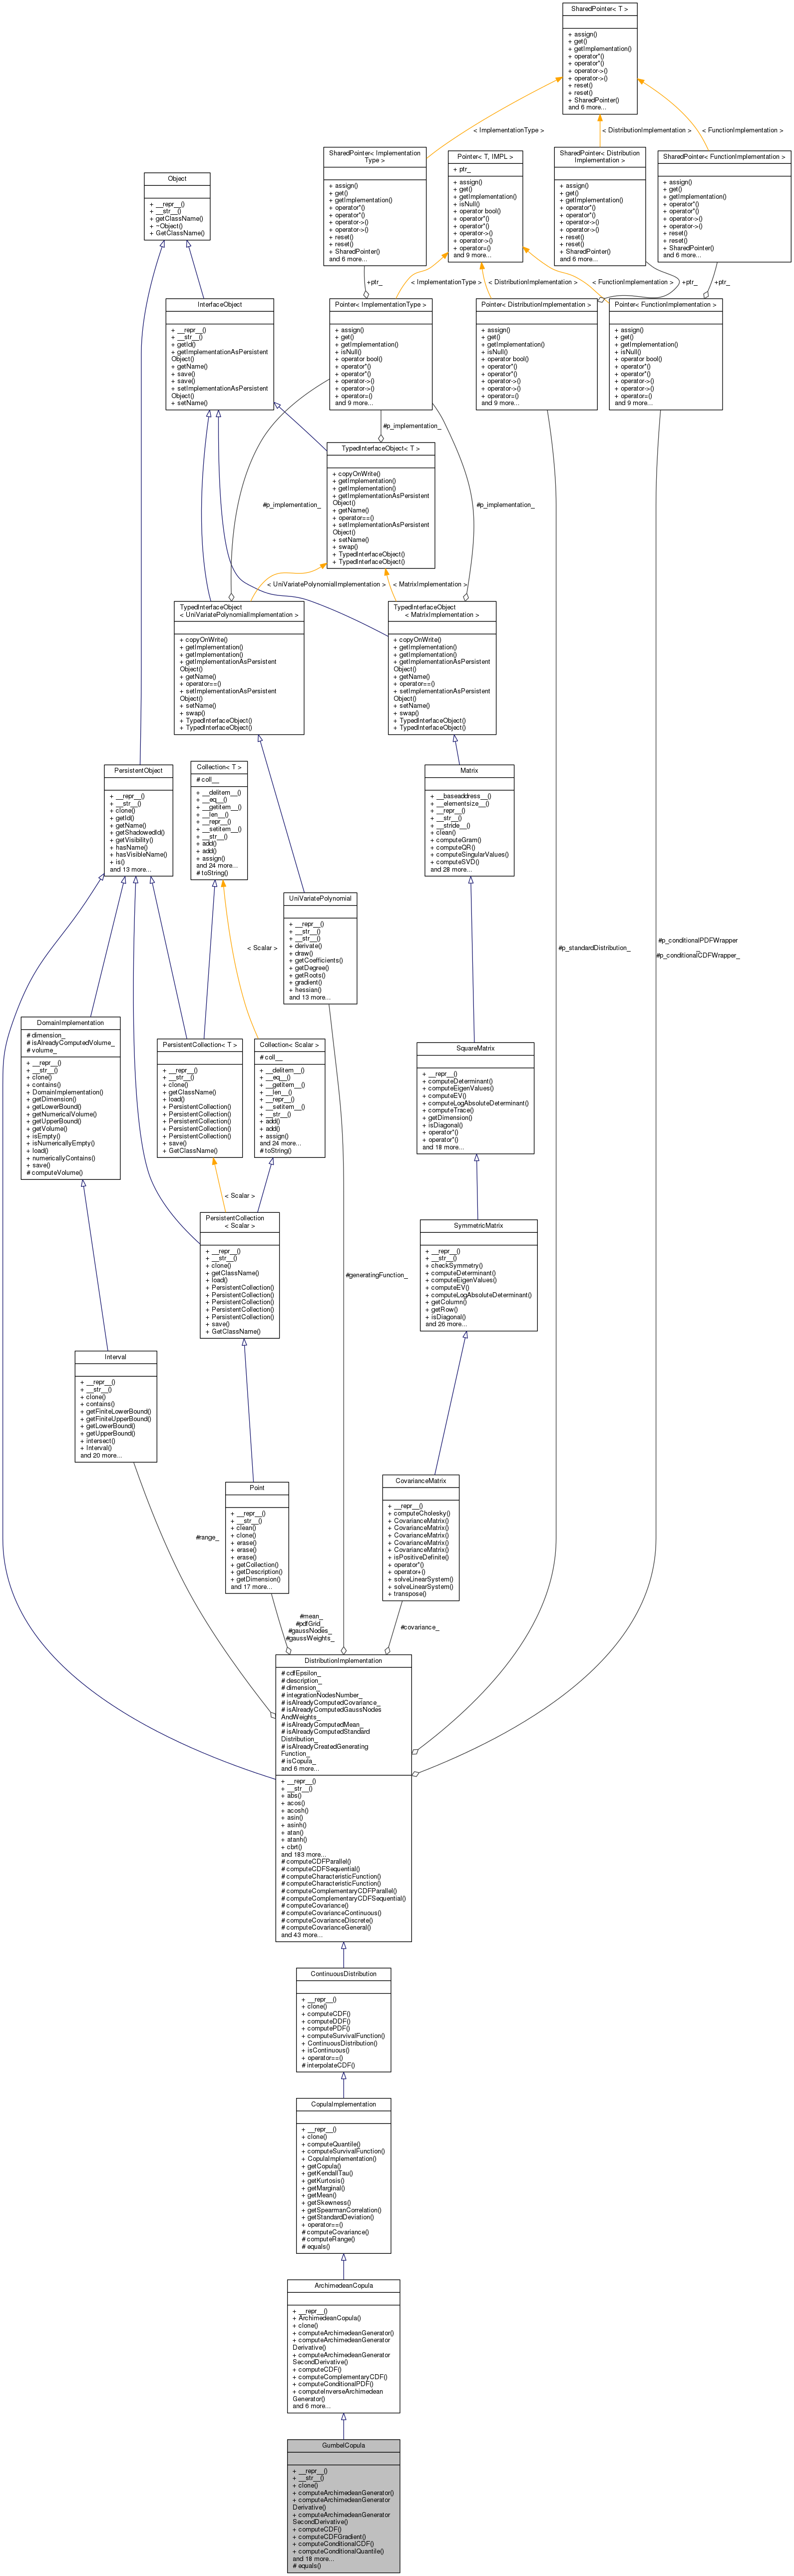 SharedPointer< T >
+ assign()
+ get()
+ getImplementation()
+ operator*()
+ operator*()
+ operator->()
+ operator->()
+ reset()
+ reset()
+ SharedPointer()
and 6 more...
< ImplementationType >
< DistributionImplementation >
< FunctionImplementation >
SharedPointer< Implementation
Type >
+ assign()
+ get()
+ getImplementation()
+ operator*()
+ operator*()
+ operator->()
+ operator->()
+ reset()
+ reset()
+ SharedPointer()
and 6 more...
Pointer< T, IMPL >
+ ptr_
+ assign()
+ get()
+ getImplementation()
+ isNull()
+ operator bool()
+ operator*()
+ operator*()
+ operator->()
+ operator->()
+ operator=()
and 9 more...
SharedPointer< Distribution
Implementation >
+ assign()
+ get()
+ getImplementation()
+ operator*()
+ operator*()
+ operator->()
+ operator->()
+ reset()
+ reset()
+ SharedPointer()
and 6 more...
SharedPointer< FunctionImplementation >
+ assign()
+ get()
+ getImplementation()
+ operator*()
+ operator*()
+ operator->()
+ operator->()
+ reset()
+ reset()
+ SharedPointer()
and 6 more...
Object
+ __repr__()
+ __str__()
+ getClassName()
+ ~Object()
+ GetClassName()
+ptr_
< ImplementationType >
< DistributionImplementation >
< FunctionImplementation >
+ptr_
+ptr_
InterfaceObject
+ __repr__()
+ __str__()
+ getId()
+ getImplementationAsPersistent
Object()
+ getName()
+ save()
+ save()
+ setImplementationAsPersistent
Object()
+ setName()
Pointer< ImplementationType >
+ assign()
+ get()
+ getImplementation()
+ isNull()
+ operator bool()
+ operator*()
+ operator*()
+ operator->()
+ operator->()
+ operator=()
and 9 more...
Pointer< DistributionImplementation >
+ assign()
+ get()
+ getImplementation()
+ isNull()
+ operator bool()
+ operator*()
+ operator*()
+ operator->()
+ operator->()
+ operator=()
and 9 more...
Pointer< FunctionImplementation >
+ assign()
+ get()
+ getImplementation()
+ isNull()
+ operator bool()
+ operator*()
+ operator*()
+ operator->()
+ operator->()
+ operator=()
and 9 more...
#p_implementation_
TypedInterfaceObject< T >
+ copyOnWrite()
+ getImplementation()
+ getImplementation()
+ getImplementationAsPersistent
Object()
+ getName()
+ operator==()
+ setImplementationAsPersistent
Object()
+ setName()
+ swap()
+ TypedInterfaceObject()
+ TypedInterfaceObject()
#p_implementation_
#p_implementation_
< UniVariatePolynomialImplementation >
< MatrixImplementation >
TypedInterfaceObject
< UniVariatePolynomialImplementation >
+ copyOnWrite()
+ getImplementation()
+ getImplementation()
+ getImplementationAsPersistent
Object()
+ getName()
+ operator==()
+ setImplementationAsPersistent
Object()
+ setName()
+ swap()
+ TypedInterfaceObject()
+ TypedInterfaceObject()
TypedInterfaceObject
< MatrixImplementation >
+ copyOnWrite()
+ getImplementation()
+ getImplementation()
+ getImplementationAsPersistent
Object()
+ getName()
+ operator==()
+ setImplementationAsPersistent
Object()
+ setName()
+ swap()
+ TypedInterfaceObject()
+ TypedInterfaceObject()
PersistentObject
+ __repr__()
+ __str__()
+ clone()
+ getId()
+ getName()
+ getShadowedId()
+ getVisibility()
+ hasName()
+ hasVisibleName()
+ is()
and 13 more...
Collection< T >
# coll__
+ __delitem__()
+ __eq__()
+ __getitem__()
+ __len__()
+ __repr__()
+ __setitem__()
+ __str__()
+ add()
+ add()
+ assign()
and 24 more...
# toString()
Matrix
+ __baseaddress__()
+ __elementsize__()
+ __repr__()
+ __str__()
+ __stride__()
+ clean()
+ computeGram()
+ computeQR()
+ computeSingularValues()
+ computeSVD()
and 28 more...
UniVariatePolynomial
+ __repr__()
+ __str__()
+ __str__()
+ derivate()
+ draw()
+ getCoefficients()
+ getDegree()
+ getRoots()
+ gradient()
+ hessian()
and 13 more...
< Scalar >
#p_standardDistribution_
#p_conditionalPDFWrapper
_
#p_conditionalCDFWrapper_
DomainImplementation
# dimension_
# isAlreadyComputedVolume_
# volume_
+ __repr__()
+ __str__()
+ clone()
+ contains()
+ DomainImplementation()
+ getDimension()
+ getLowerBound()
+ getNumericalVolume()
+ getUpperBound()
+ getVolume()
+ isEmpty()
+ isNumericallyEmpty()
+ load()
+ numericallyContains()
+ save()
# computeVolume()
PersistentCollection< T >
+ __repr__()
+ __str__()
+ clone()
+ getClassName()
+ load()
+ PersistentCollection()
+ PersistentCollection()
+ PersistentCollection()
+ PersistentCollection()
+ PersistentCollection()
+ save()
+ GetClassName()
Collection< Scalar >
# coll__
+ __delitem__()
+ __eq__()
+ __getitem__()
+ __len__()
+ __repr__()
+ __setitem__()
+ __str__()
+ add()
+ add()
+ assign()
and 24 more...
# toString()
SquareMatrix
+ __repr__()
+ computeDeterminant()
+ computeEigenValues()
+ computeEV()
+ computeLogAbsoluteDeterminant()
+ computeTrace()
+ getDimension()
+ isDiagonal()
+ operator*()
+ operator*()
and 18 more...
< Scalar >
PersistentCollection
< Scalar >
+ __repr__()
+ __str__()
+ clone()
+ getClassName()
+ load()
+ PersistentCollection()
+ PersistentCollection()
+ PersistentCollection()
+ PersistentCollection()
+ PersistentCollection()
+ save()
+ GetClassName()
SymmetricMatrix
+ __repr__()
+ __str__()
+ checkSymmetry()
+ computeDeterminant()
+ computeEigenValues()
+ computeEV()
+ computeLogAbsoluteDeterminant()
+ getColumn()
+ getRow()
+ isDiagonal()
and 26 more...
#generatingFunction_
Interval
+ __repr__()
+ __str__()
+ clone()
+ contains()
+ getFiniteLowerBound()
+ getFiniteUpperBound()
+ getLowerBound()
+ getUpperBound()
+ intersect()
+ Interval()
and 20 more...
Point
+ __repr__()
+ __str__()
+ clean()
+ clone()
+ erase()
+ erase()
+ erase()
+ getCollection()
+ getDescription()
+ getDimension()
and 17 more...
CovarianceMatrix
+ __repr__()
+ computeCholesky()
+ CovarianceMatrix()
+ CovarianceMatrix()
+ CovarianceMatrix()
+ CovarianceMatrix()
+ CovarianceMatrix()
+ isPositiveDefinite()
+ operator*()
+ operator+()
+ solveLinearSystem()
+ solveLinearSystem()
+ transpose()
#range_
#mean_
#pdfGrid_
#gaussNodes_
#gaussWeights_
#covariance_
DistributionImplementation
# cdfEpsilon_
# description_
# dimension_
# integrationNodesNumber_
# isAlreadyComputedCovariance_
# isAlreadyComputedGaussNodes
AndWeights_
# isAlreadyComputedMean_
# isAlreadyComputedStandard
Distribution_
# isAlreadyCreatedGenerating
Function_
# isCopula_
and 6 more...
+ __repr__()
+ __str__()
+ abs()
+ acos()
+ acosh()
+ asin()
+ asinh()
+ atan()
+ atanh()
+ cbrt()
and 183 more...
# computeCDFParallel()
# computeCDFSequential()
# computeCharacteristicFunction()
# computeCharacteristicFunction()
# computeComplementaryCDFParallel()
# computeComplementaryCDFSequential()
# computeCovariance()
# computeCovarianceContinuous()
# computeCovarianceDiscrete()
# computeCovarianceGeneral()
and 43 more...
ContinuousDistribution
+ __repr__()
+ clone()
+ computeCDF()
+ computeDDF()
+ computePDF()
+ computeSurvivalFunction()
+ ContinuousDistribution()
+ isContinuous()
+ operator==()
# interpolateCDF()
CopulaImplementation
+ __repr__()
+ clone()
+ computeQuantile()
+ computeSurvivalFunction()
+ CopulaImplementation()
+ getCopula()
+ getKendallTau()
+ getKurtosis()
+ getMarginal()
+ getMean()
+ getSkewness()
+ getSpearmanCorrelation()
+ getStandardDeviation()
+ operator==()
# computeCovariance()
# computeRange()
# equals()
ArchimedeanCopula
+ __repr__()
+ ArchimedeanCopula()
+ clone()
+ computeArchimedeanGenerator()
+ computeArchimedeanGenerator
Derivative()
+ computeArchimedeanGenerator
SecondDerivative()
+ computeCDF()
+ computeComplementaryCDF()
+ computeConditionalPDF()
+ computeInverseArchimedean
Generator()
and 6 more...
GumbelCopula
+ __repr__()
+ __str__()
+ clone()
+ computeArchimedeanGenerator()
+ computeArchimedeanGenerator
Derivative()
+ computeArchimedeanGenerator
SecondDerivative()
+ computeCDF()
+ computeCDFGradient()
+ computeConditionalCDF()
+ computeConditionalQuantile()
and 18 more...
# equals()